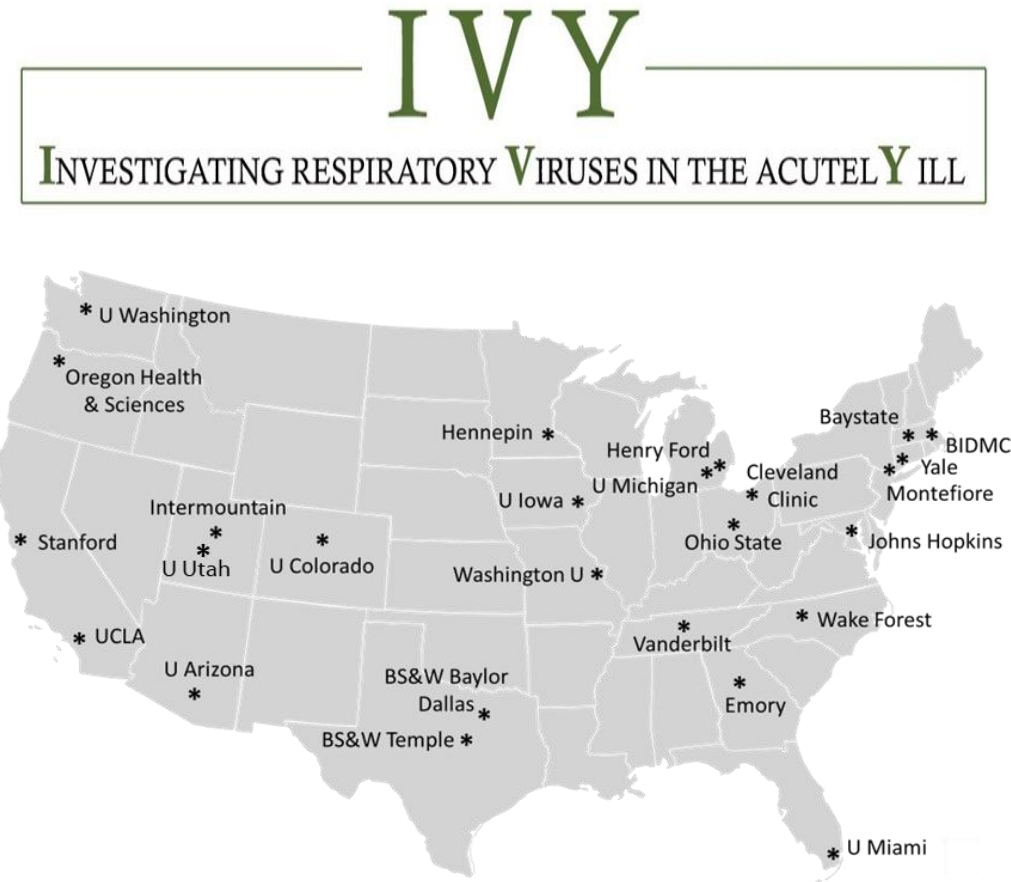 IVY
INVESTIGATING RESPIRATORY VIRUSES IN THE ACUTELY ILL
U Washington
Oregon Health
& Sciences
Baystate
Hennepin
BIDMC
Henry Ford
Yale
Cleveland
U Michigan
Montefiore
Clinic
U Iowa
Intermountain
Stanford
Ohio State
Johns Hopkins
U Utah
U Colorado
Washington U
Wake Forest
UCLA
Vanderbilt
U Arizona
BS&W Baylor
Dallas
Emory
BS&W Temple
U Miami